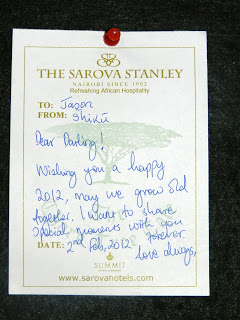 THE SAROVA STANLEY
NAIROBI SINCE 1902
Refreshing African Hospitality
TO: Jason
FROM: Shikü
Dear Darling!
Wishing you a happy
2012, may we grow old
together. I want to share
special moments with you
forever.
DATE: 2nd Feb, 2012
love always,
SUMMIT
www.sarovahotels.com